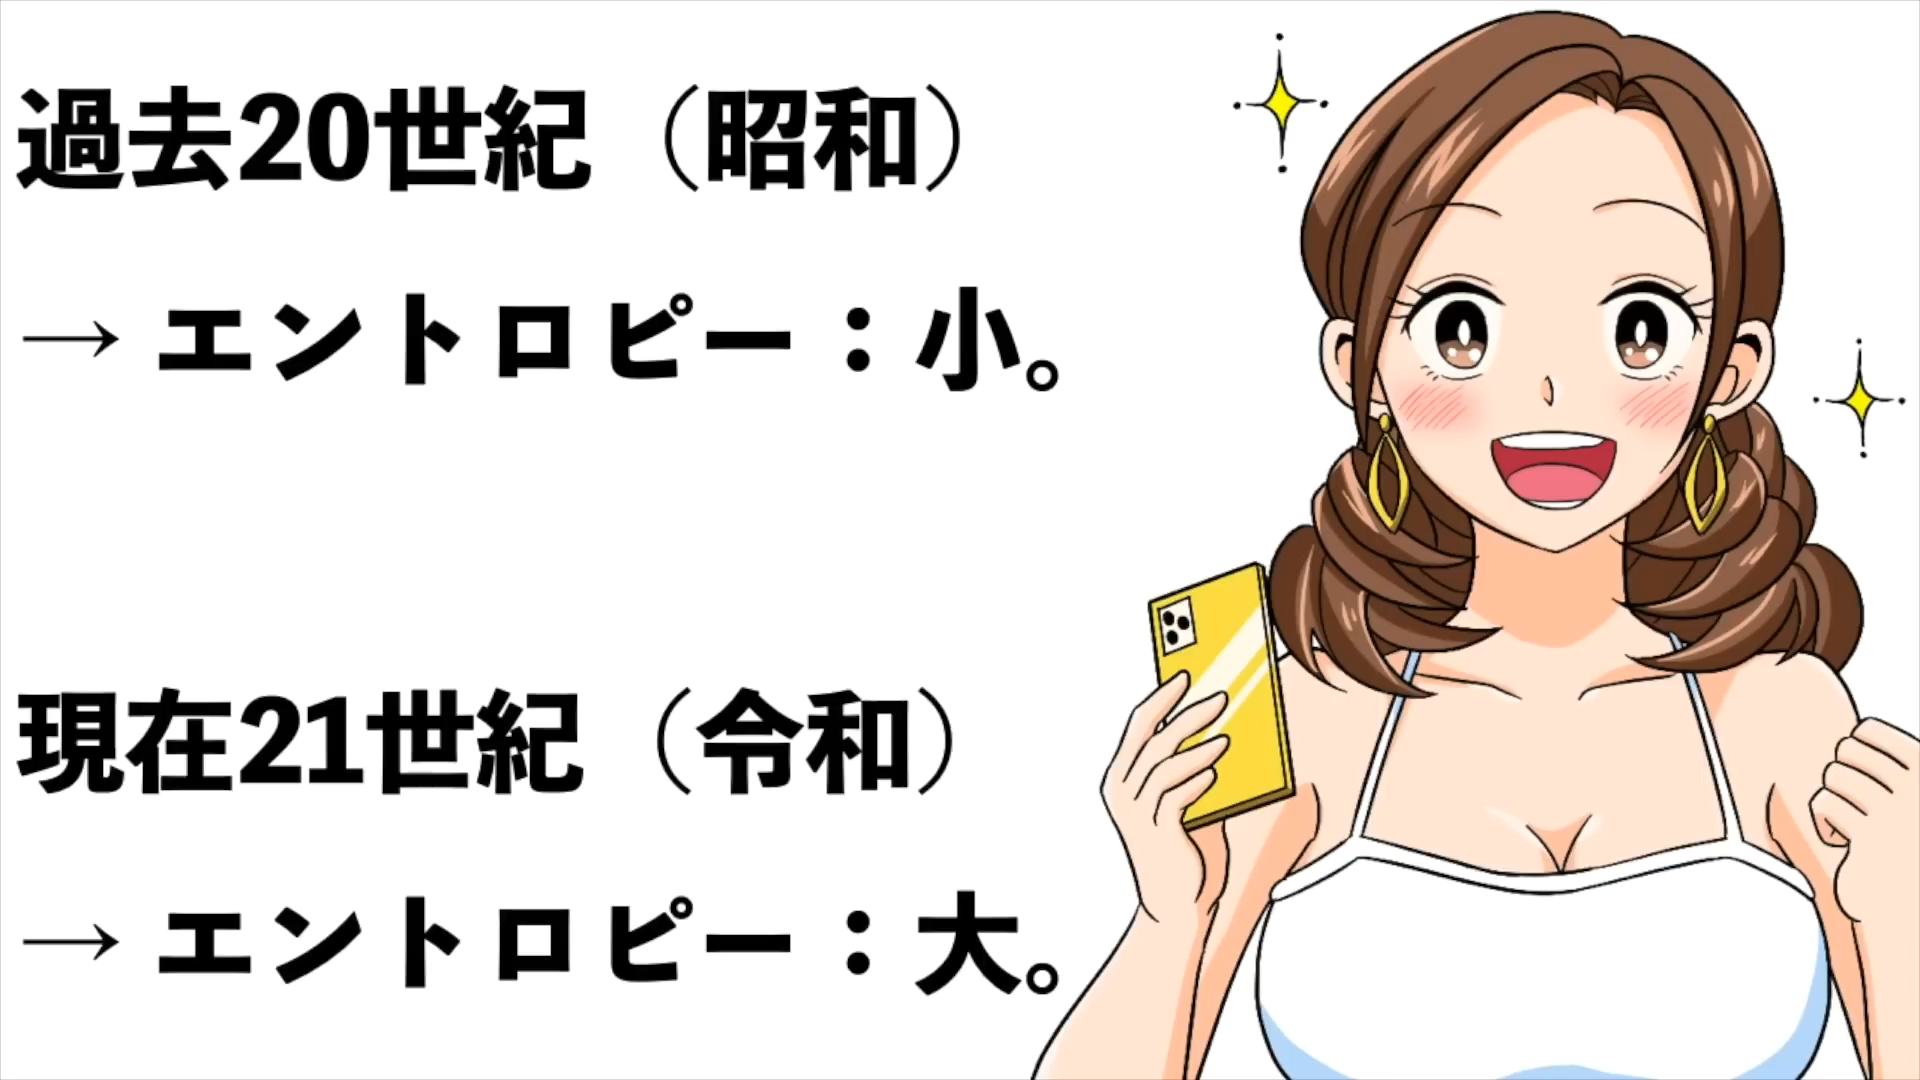 過去20世紀（昭和）
→ エントロピー：小。
現在21世紀（令和）
→ エントロピー：大。